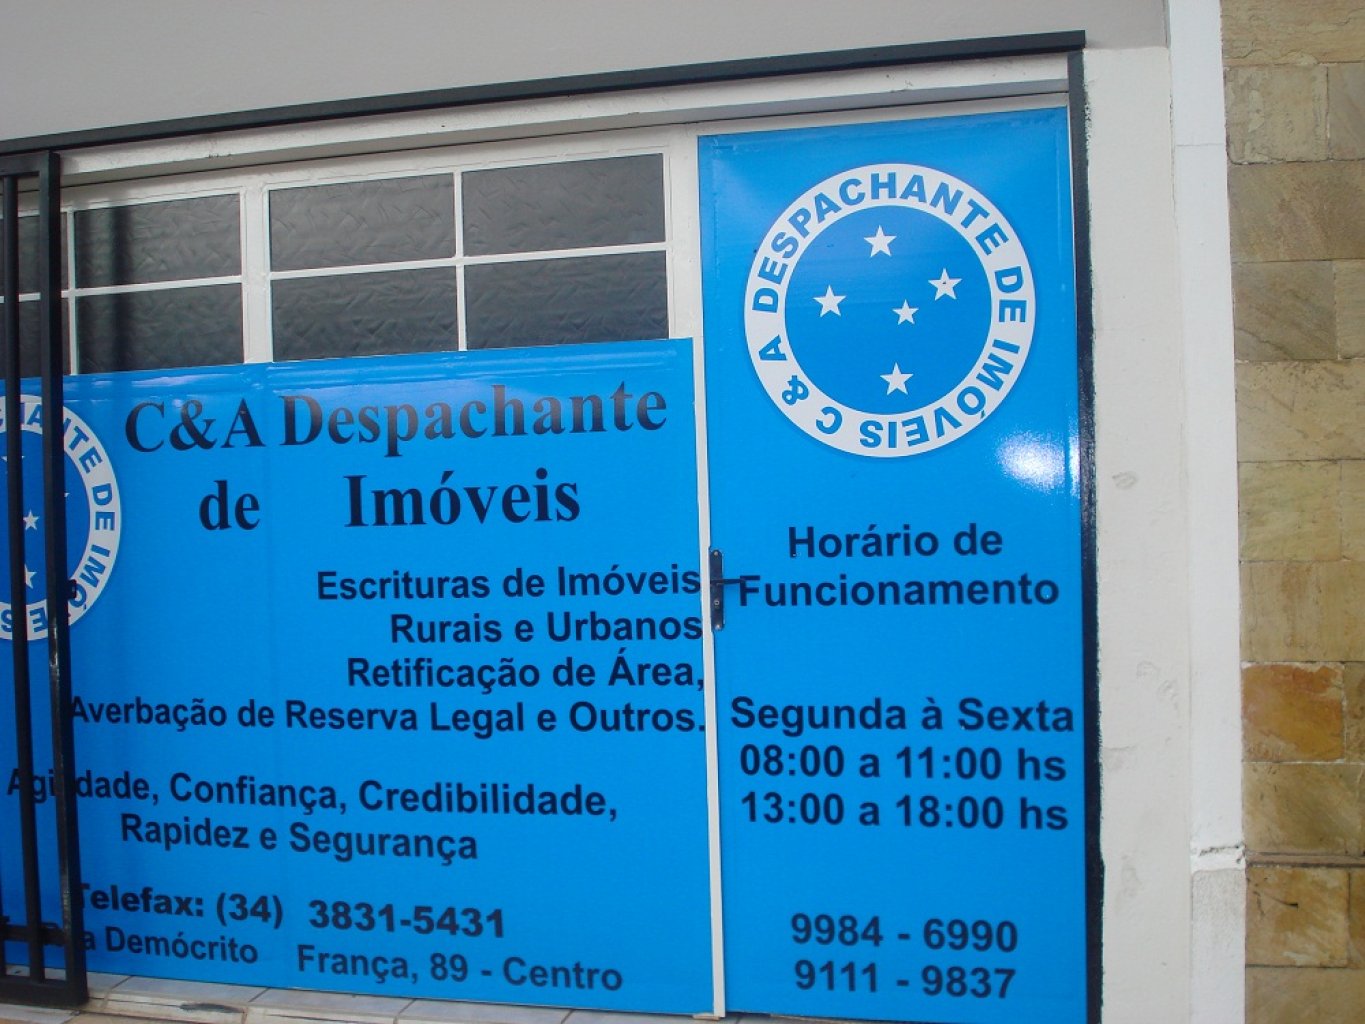 C&A Despachante
de Imóveis
Escrituras de Imóveis
Rurais e Urbanos
Retificação de Área,
Averbação de Reserva Legal e Outros.
Agilidade, Confiança, Credibilidade,
Rapidez e Segurança
Telefax: (34) 3831-5431
Demócrito França, 89 - Centro
C & A DESPACHANTE DE IMÓVEIS
Horário de
Funcionamento
Segunda à Sexta
08:00 a 11:00 hs
13:00 a 18:00 hs
9984 - 6990
9111 - 9837